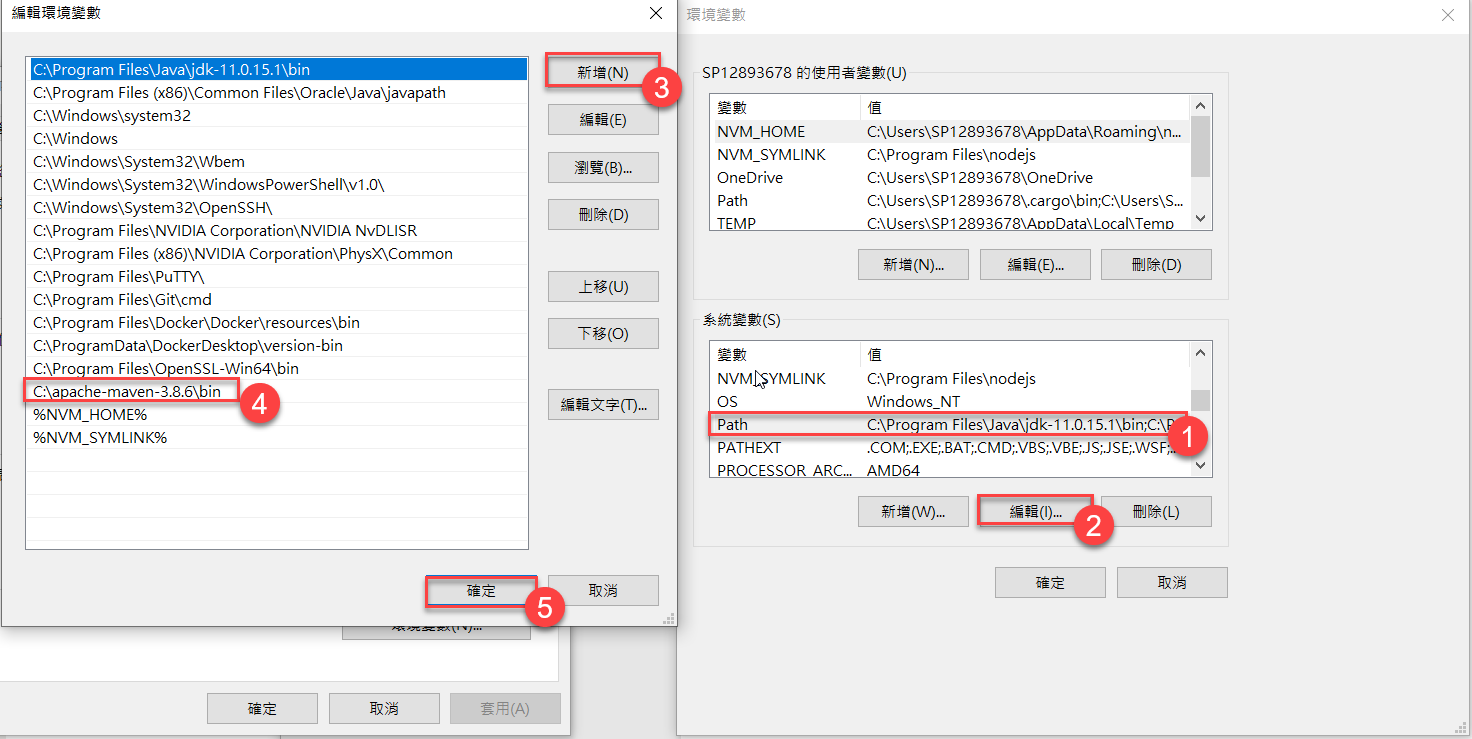 編輯環境變數
C:\Program Files\Java\jdk-11.0.15.1\bin
C:\Program Files (x86)\Common Files\Oracle\Java\javapath
C:\Windows\system32
C:\Windows
C:\Windows\System32\Wbem
C:\Windows\System32\WindowsPowerShell\v1.0\
C:\Windows\System32\OpenSSH\
C:\Program Files\NVIDIA Corporation\NVIDIA NvDLISR
C:\Program Files (x86)\NVIDIA Corporation\PhysX\Common
C:\Program Files\PuTTY\
C:\Program Files\Git\cmd
C:\Program Files\Docker\Docker\resources\bin
C:\ProgramData\DockerDesktop\version-bin
C:\Program Files\OpenSSL-Win64\bin
C:\apache-maven-3.8.6\bin
4
%NVM_HOME%
%NVM_SYMLINK%
新增(N)
3
編輯(E)
瀏覽(B)...
刪除(D)
上移(U)
下移(O)
編輯文字(T)...
確定
5
取消
環境變數(N)...
確定
取消
套用(A)
環境變數
SP12893678 的使用者變數(U)
變數 值
NVM_HOME C:\Users\SP12893678\AppData\Roaming\n...
NVM_SYMLINK C:\Program Files\nodejs
OneDrive C:\Users\SP12893678\OneDrive
Path C:\Users\SP12893678\.cargo\bin;C:\Users\S...
TEMP C:\Users\SP12893678\AppData\Local\Temp
新增(N)... 編輯(E)... 刪除(D)
系統變數(S)
變數 值
NVM_SYMLINK C:\Program Files\nodejs
OS Windows_NT
Path C:\Program Files\Java\jdk-11.0.15.1\bin;C:\P
1
PATHEXT .COM;.EXE;.BAT;.CMD;.VBS;.VBE;.JS;.JSE;.WSF;.
PROCESSOR_ARC... AMD64
新增(W)... 編輯(I)... 刪除(L)
2
確定 取消